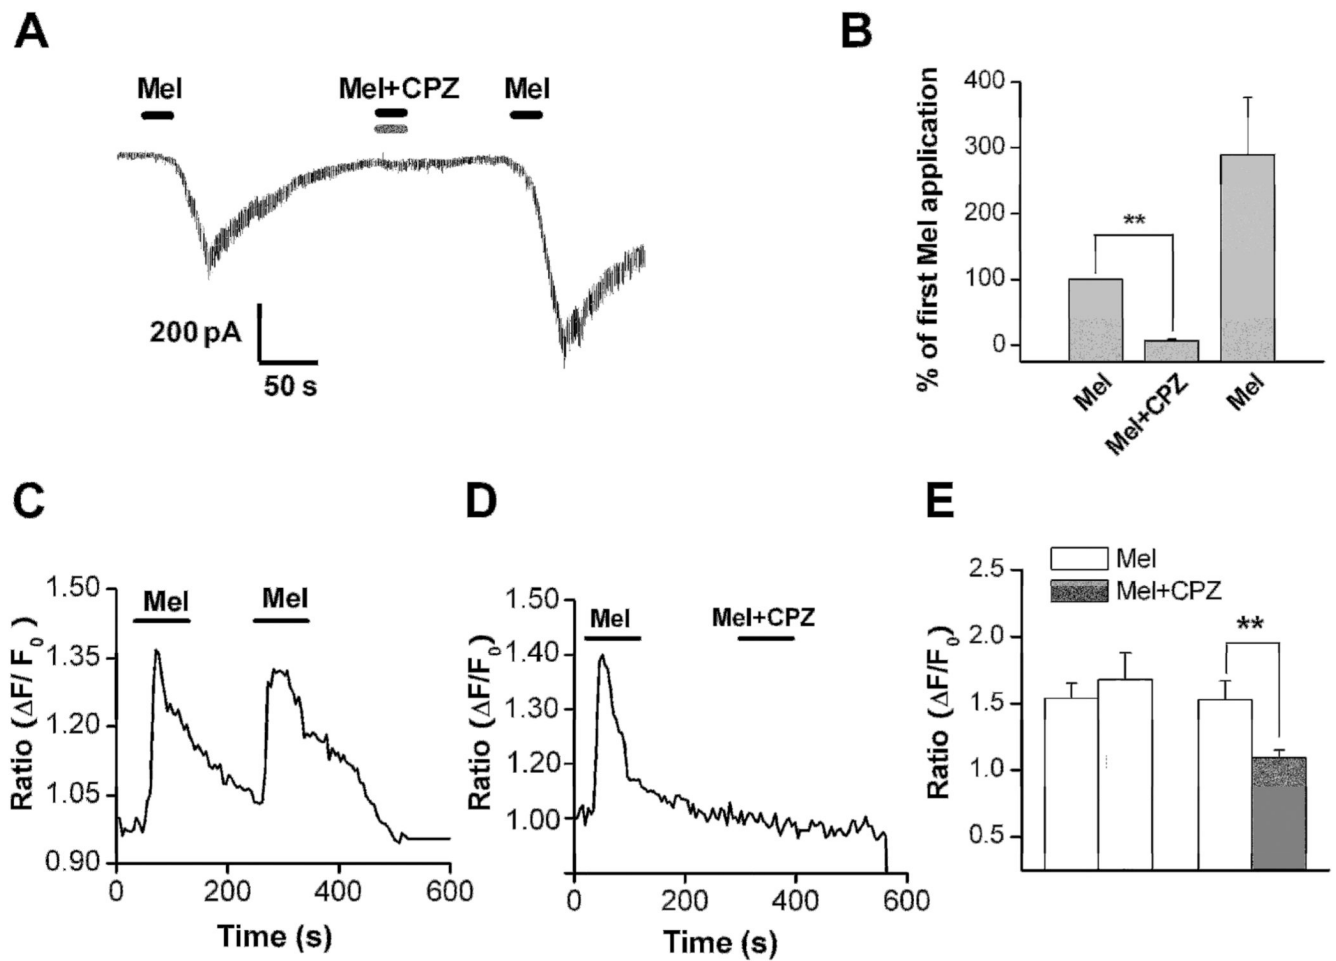 A
Mel
Mel+CPZ
Mel
200 pA
50 s
B
% of first Mel application
400
300
200
100
0
**
Mel
Mel+CPZ
Mel
C
Ratio (ΔF/ F0)
1.50
1.35
1.20
1.05
0.90
Mel
Mel
0
200
400
600
Time (s)
D
Ratio (ΔF/F0)
1.50
1.40
1.30
1.20
1.00
Mel
Mel+CPZ
0
200
400
600
Time (s)
E
Mel
Mel+CPZ
Ratio (ΔF/F0)
2.5
2.0
1.5
1.0
0.5
**